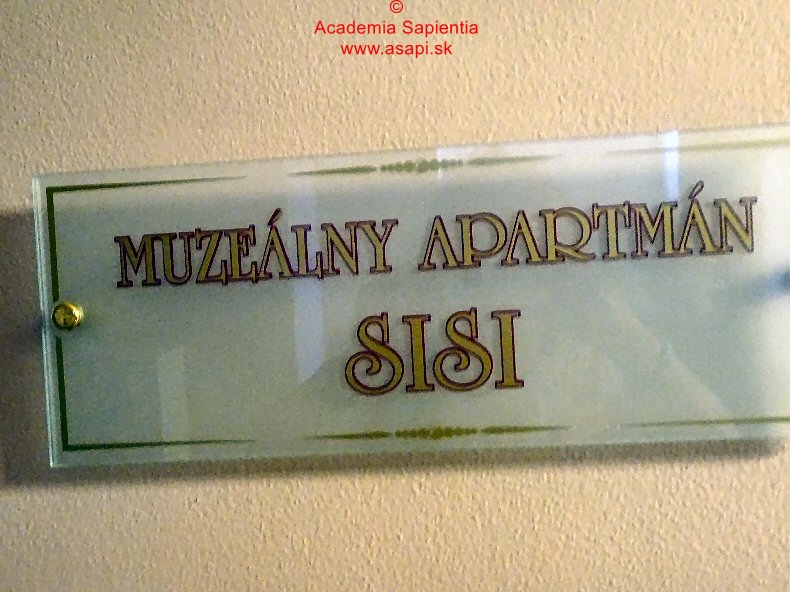 ©
Academia Sapientia
www.asapi.sk
MUZEÁLNY APARTMÁN
SISI